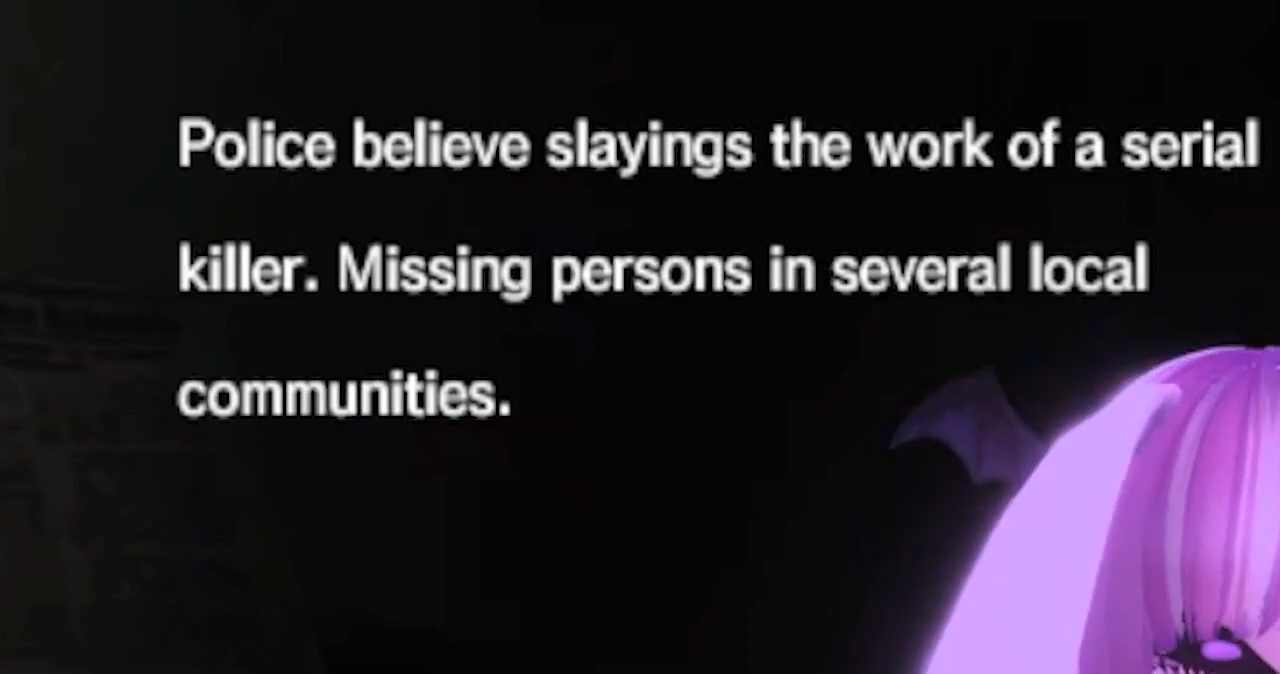 Police believe slayings the work of a serial
killer. Missing persons in several local
communities.